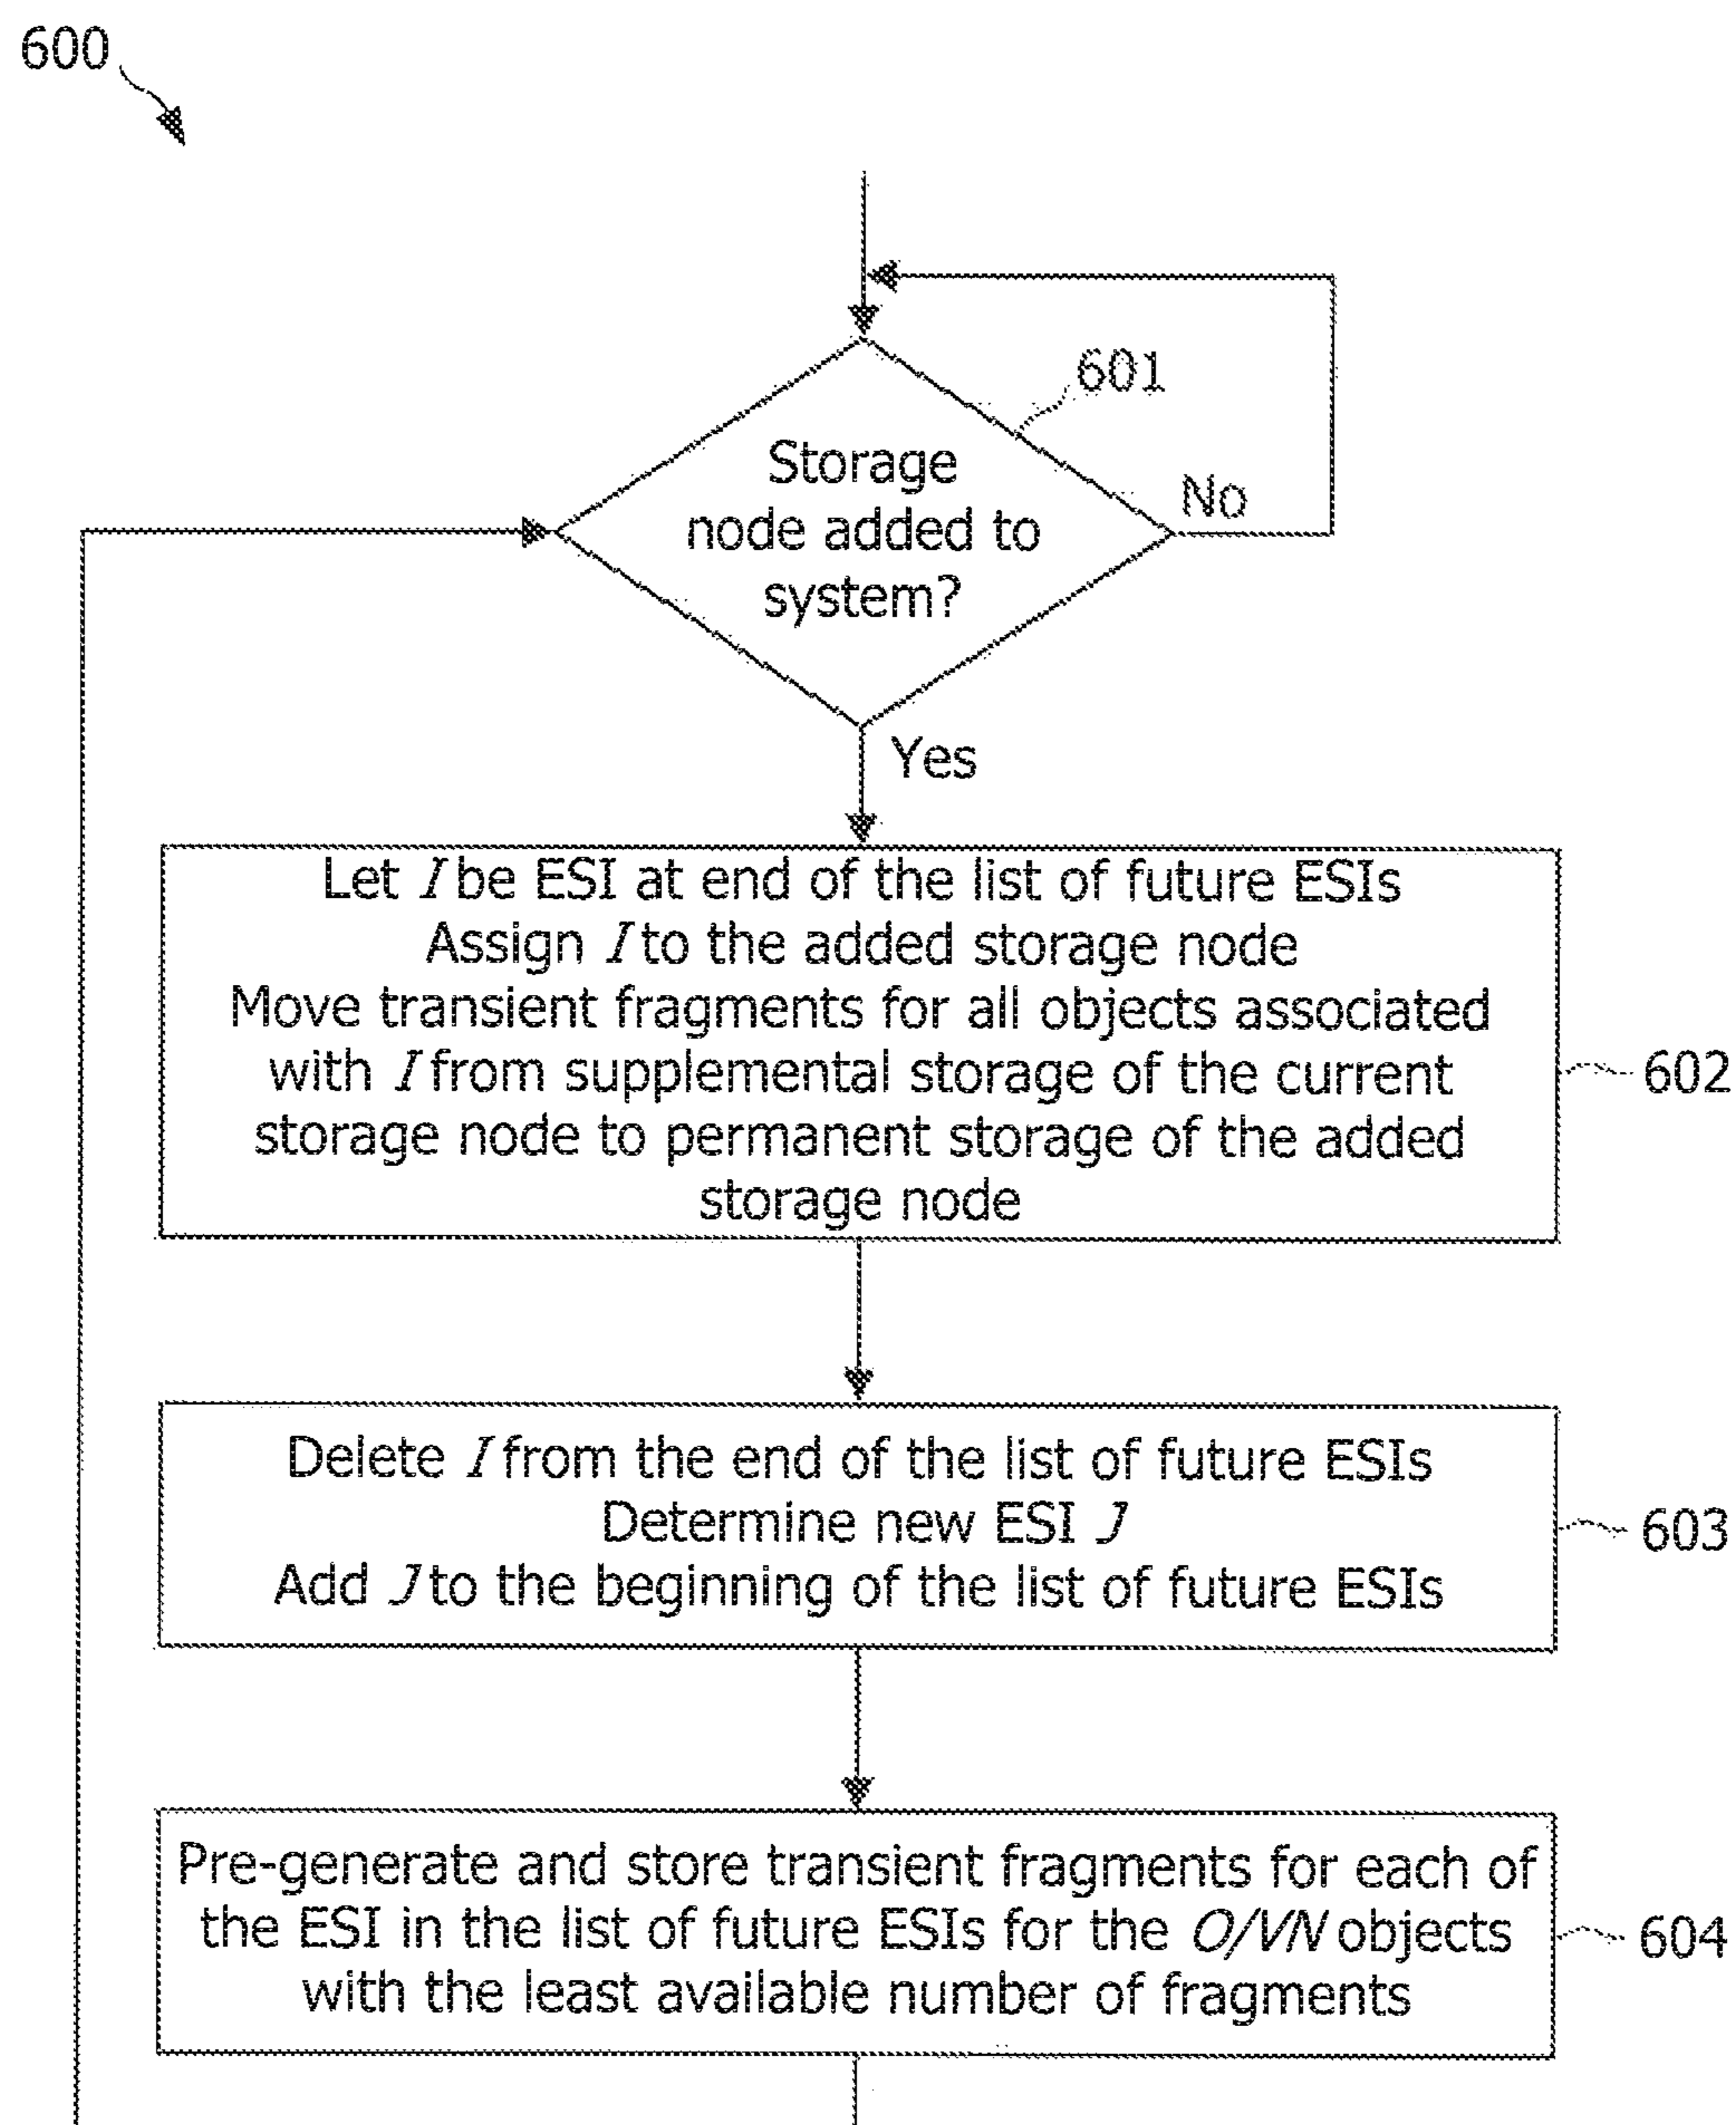 600
601
Storage
node added to
system?
No
Yes
Let I be ESI at end of the list of future ESIs
Assign I to the added storage node
Move transient fragments for all objects associated
with I from supplemental storage of the current
storage node to permanent storage of the added
storage node
602
Delete I from the end of the list of future ESIs
Determine new ESI J
Add J to the beginning of the list of future ESIs
603
Pre-generate and store transient fragments for each of
the ESI in the list of future ESIs for the O/VN objects
with the least available number of fragments
604